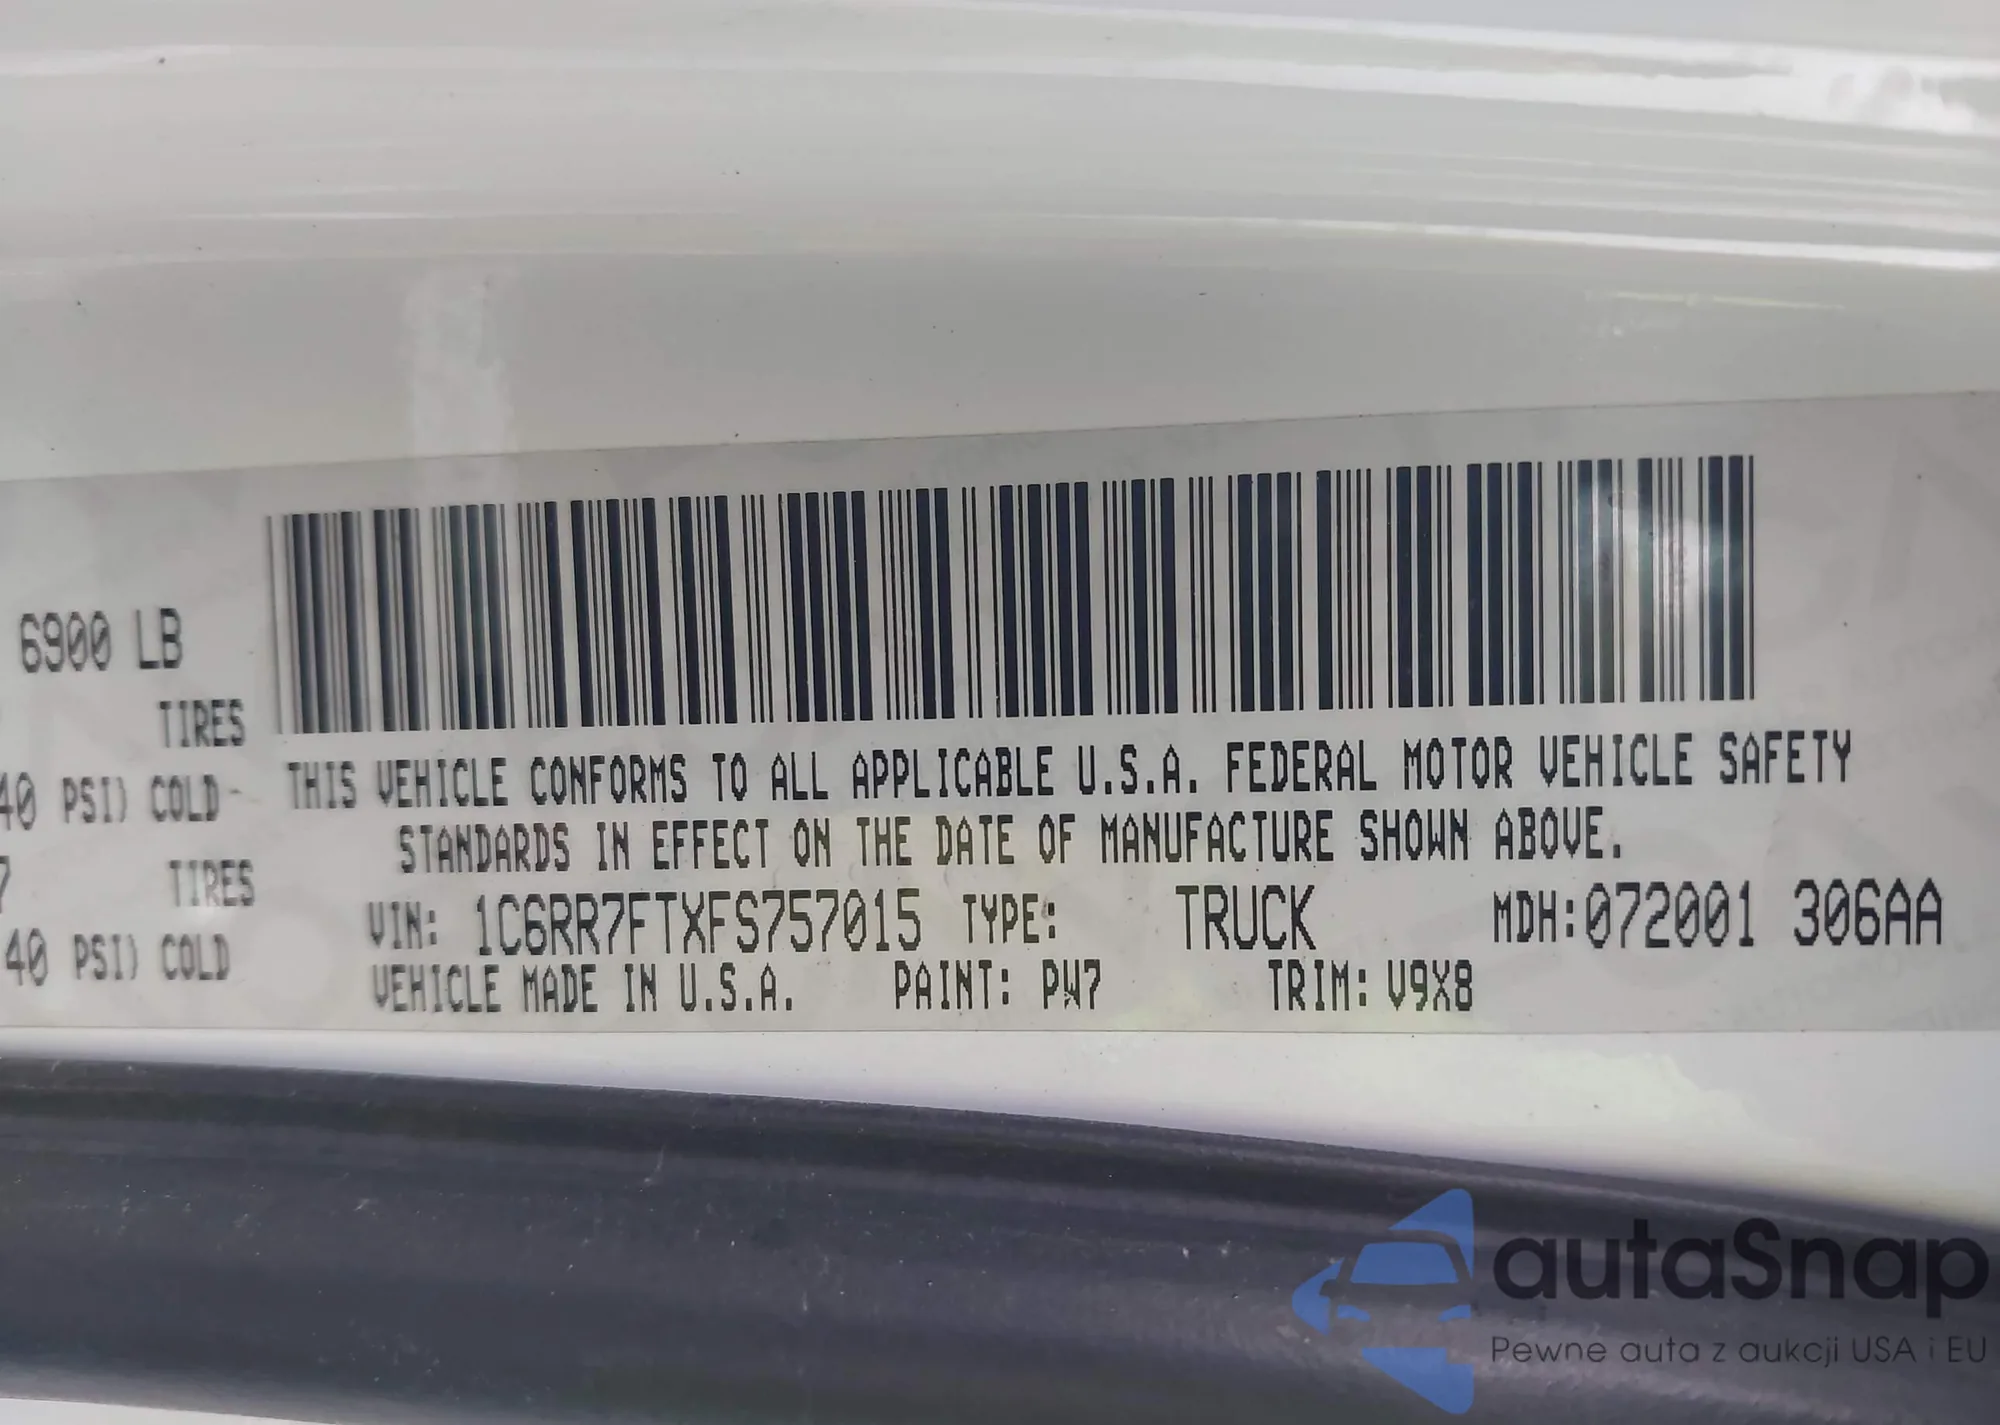 6900 LB
TIRES
40 PSI) COLD
7 TIRES
40 PSI) COLD
THIS VEHICLE CONFORMS TO ALL APPLICABLE U.S.A. FEDERAL MOTOR VEHICLE SAFETY
STANDARDS IN EFFECT ON THE DATE OF MANUFACTURE SHOWN ABOVE.
VIN: 1C6RR7FTXFS757015 TYPE: TRUCK MDH:072001 306AA
VEHICLE MADE IN U.S.A. PAINT: PW7 TRIM: V9X8
autaSnap
Pewne auta z aukcji USA i EU